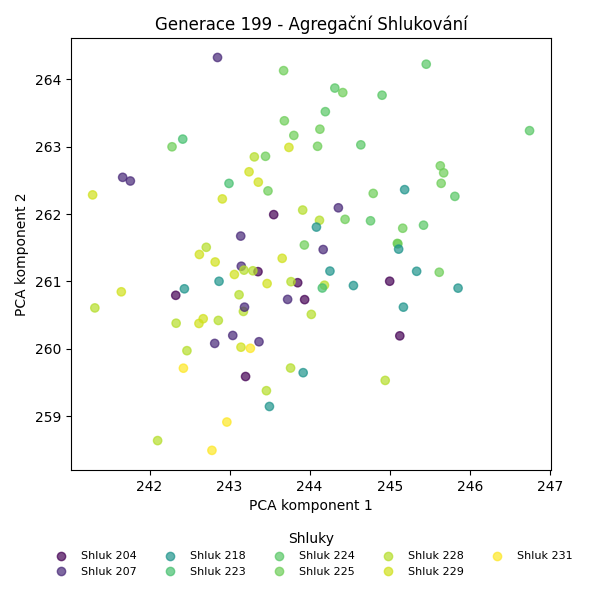 Generace 199 - Agregační Shlukování
PCA komponent 2
264
263
262
261
260
259
242 243 244 245 246 247
PCA komponent 1
Shluky
Shluk 204 Shluk 218 Shluk 224 Shluk 228 Shluk 231
Shluk 207 Shluk 223 Shluk 225 Shluk 229